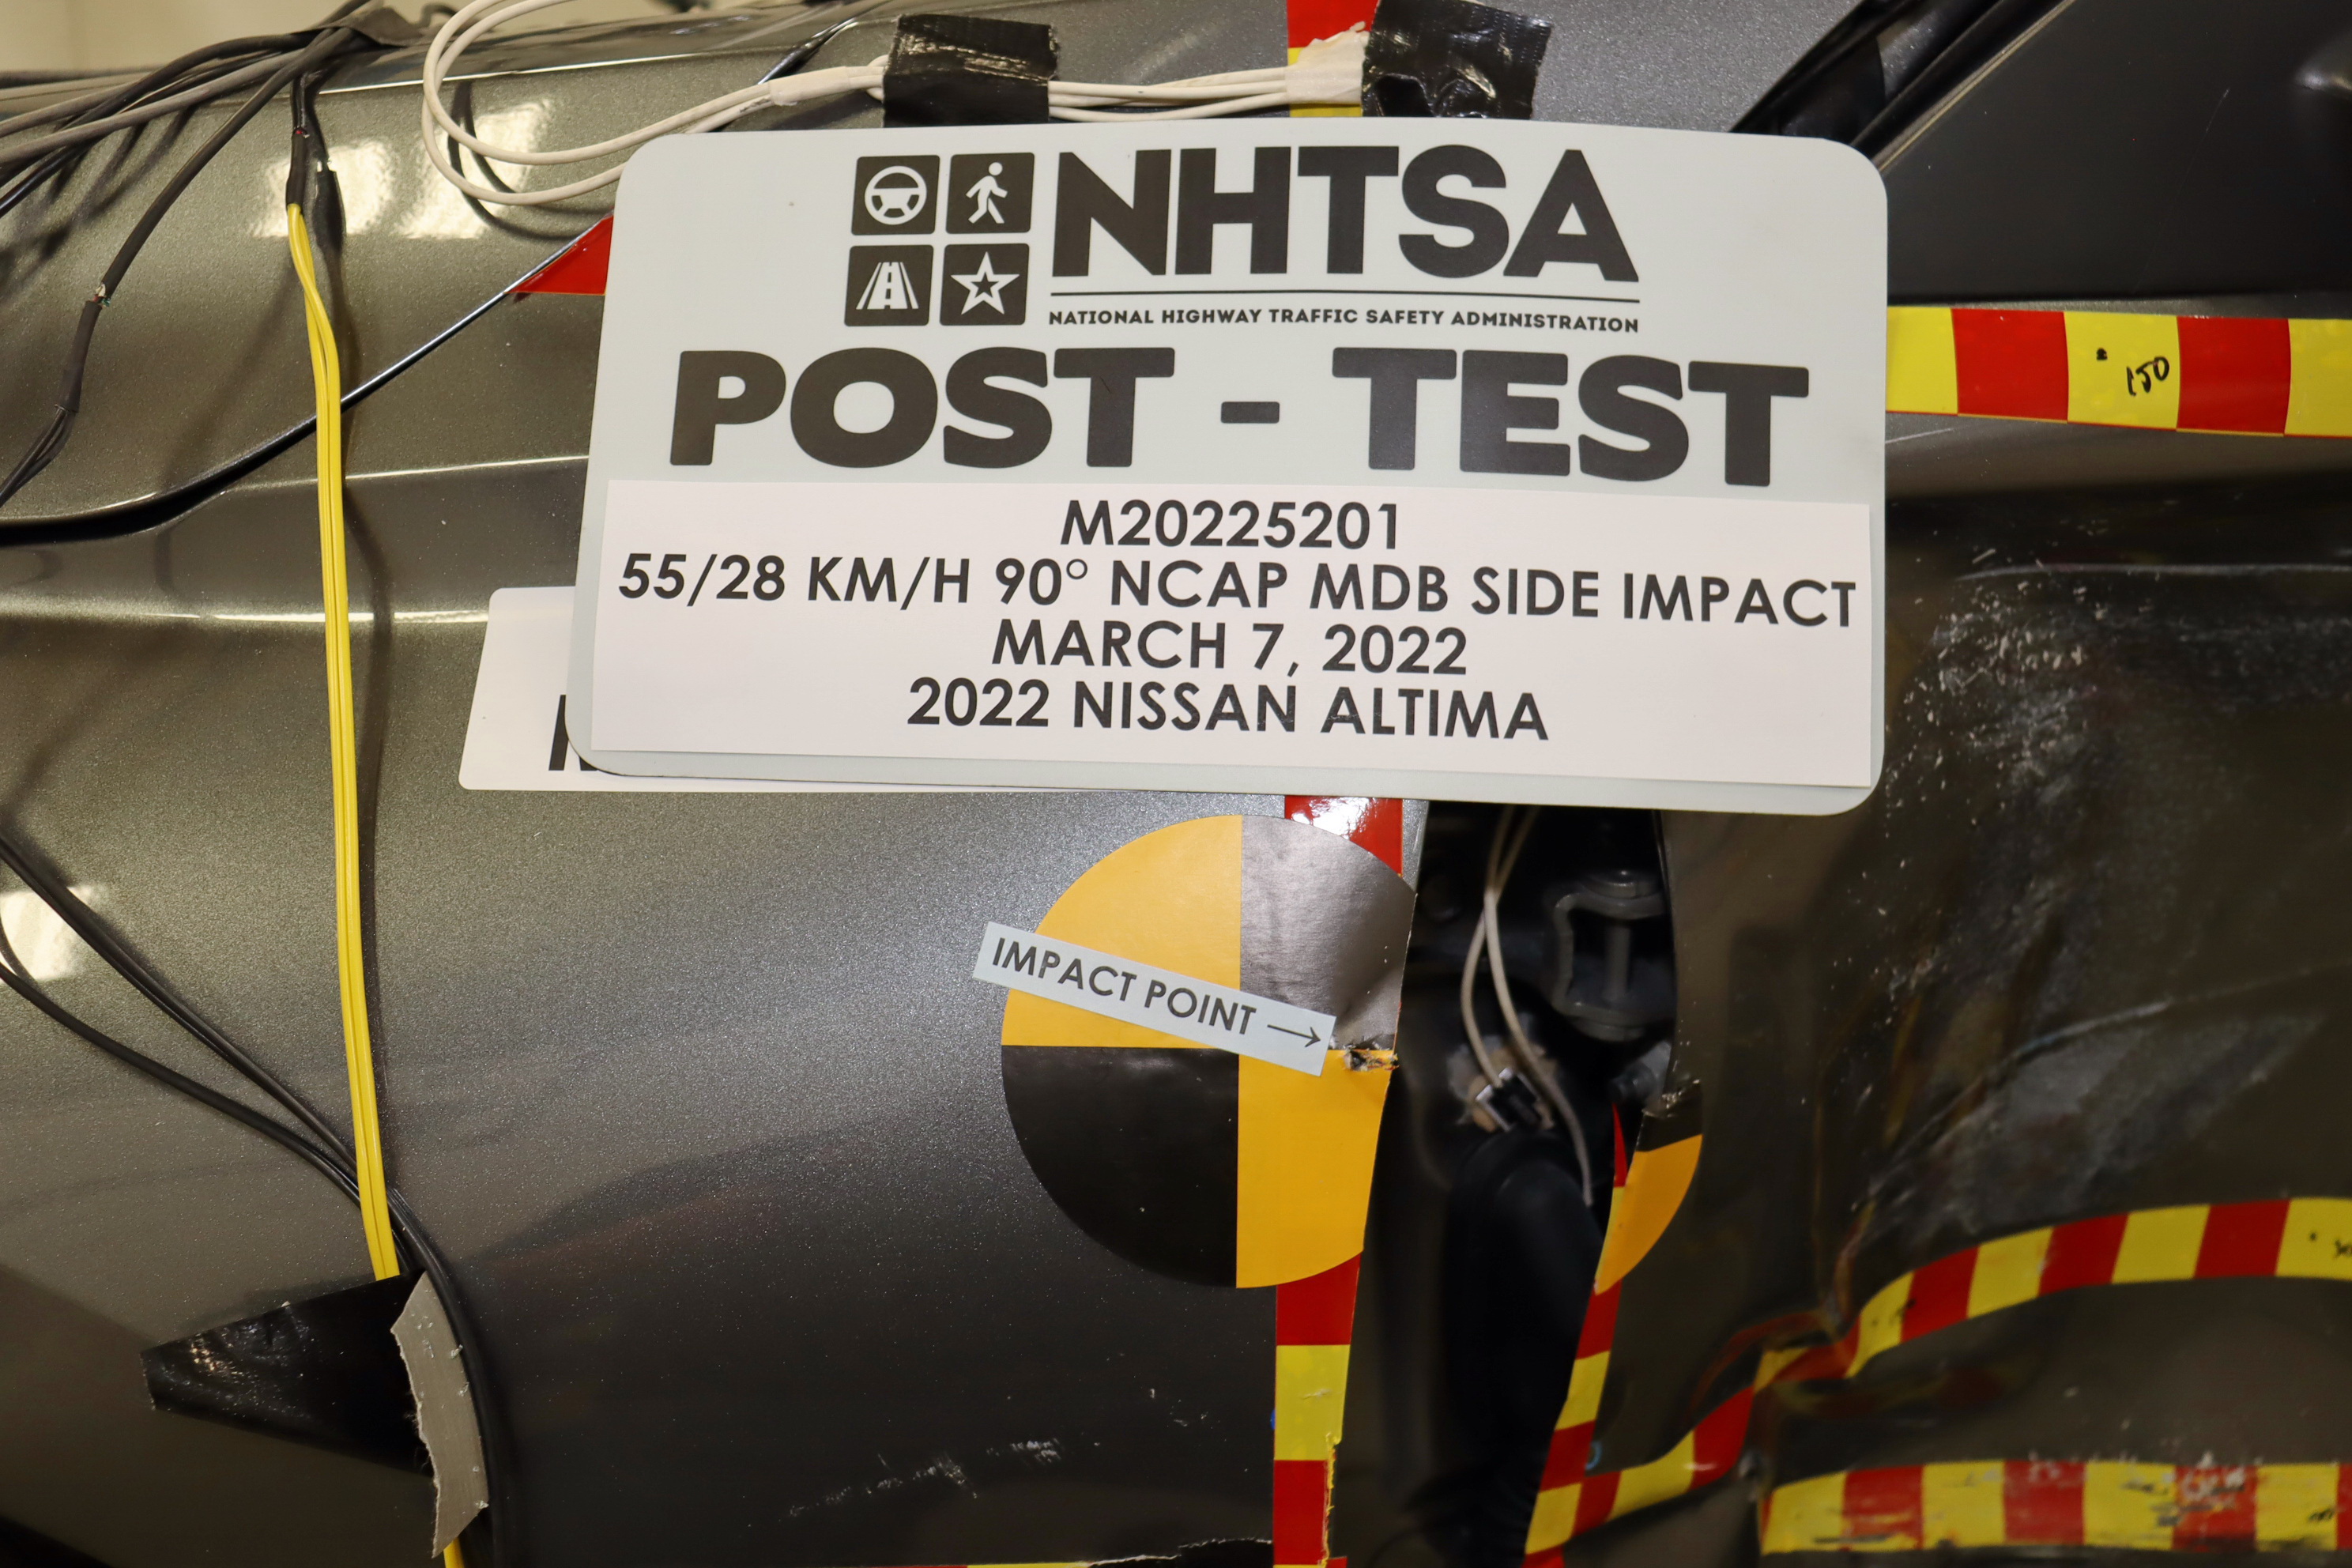 NHTSA
NATIONAL HIGHWAY TRAFFIC SAFETY ADMINISTRATION
POST - TEST
M20225201
55/28 KM/H 90° NCAP MDB SIDE IMPACT
MARCH 7, 2022
2022 NISSAN ALTIMA
150
IMPACT POINT →